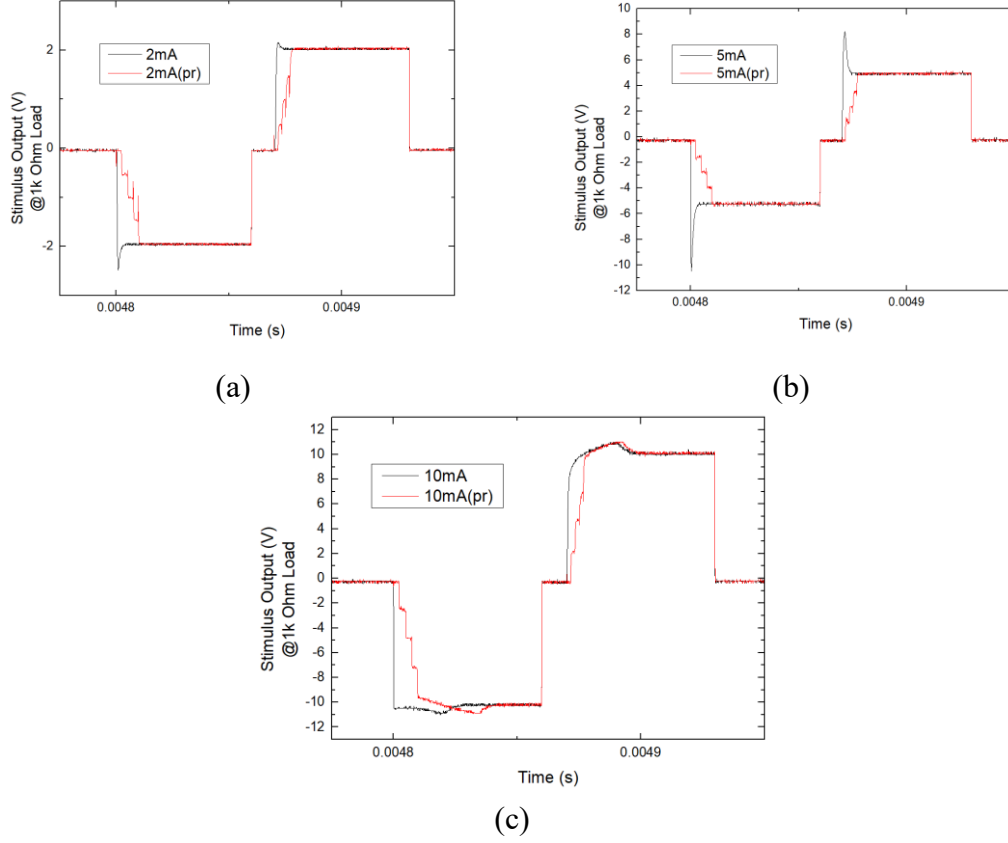 2mA
2mA(pr)
2
0
-2
Stimulus Output (V)
@1k Ohm Load
0.0048
0.0049
Time (s)
(a)
5mA
5mA(pr)
10
8
6
4
2
0
-2
-4
-6
-8
-10
-12
Stimulus Output (V)
@1k Ohm Load
0.0048
0.0049
Time (s)
(b)
10mA
10mA(pr)
12
10
8
6
4
2
0
-2
-4
-6
-8
-10
-12
Stimulus Output (V)
@1k Ohm Load
0.0048
0.0049
Time (s)
(c)